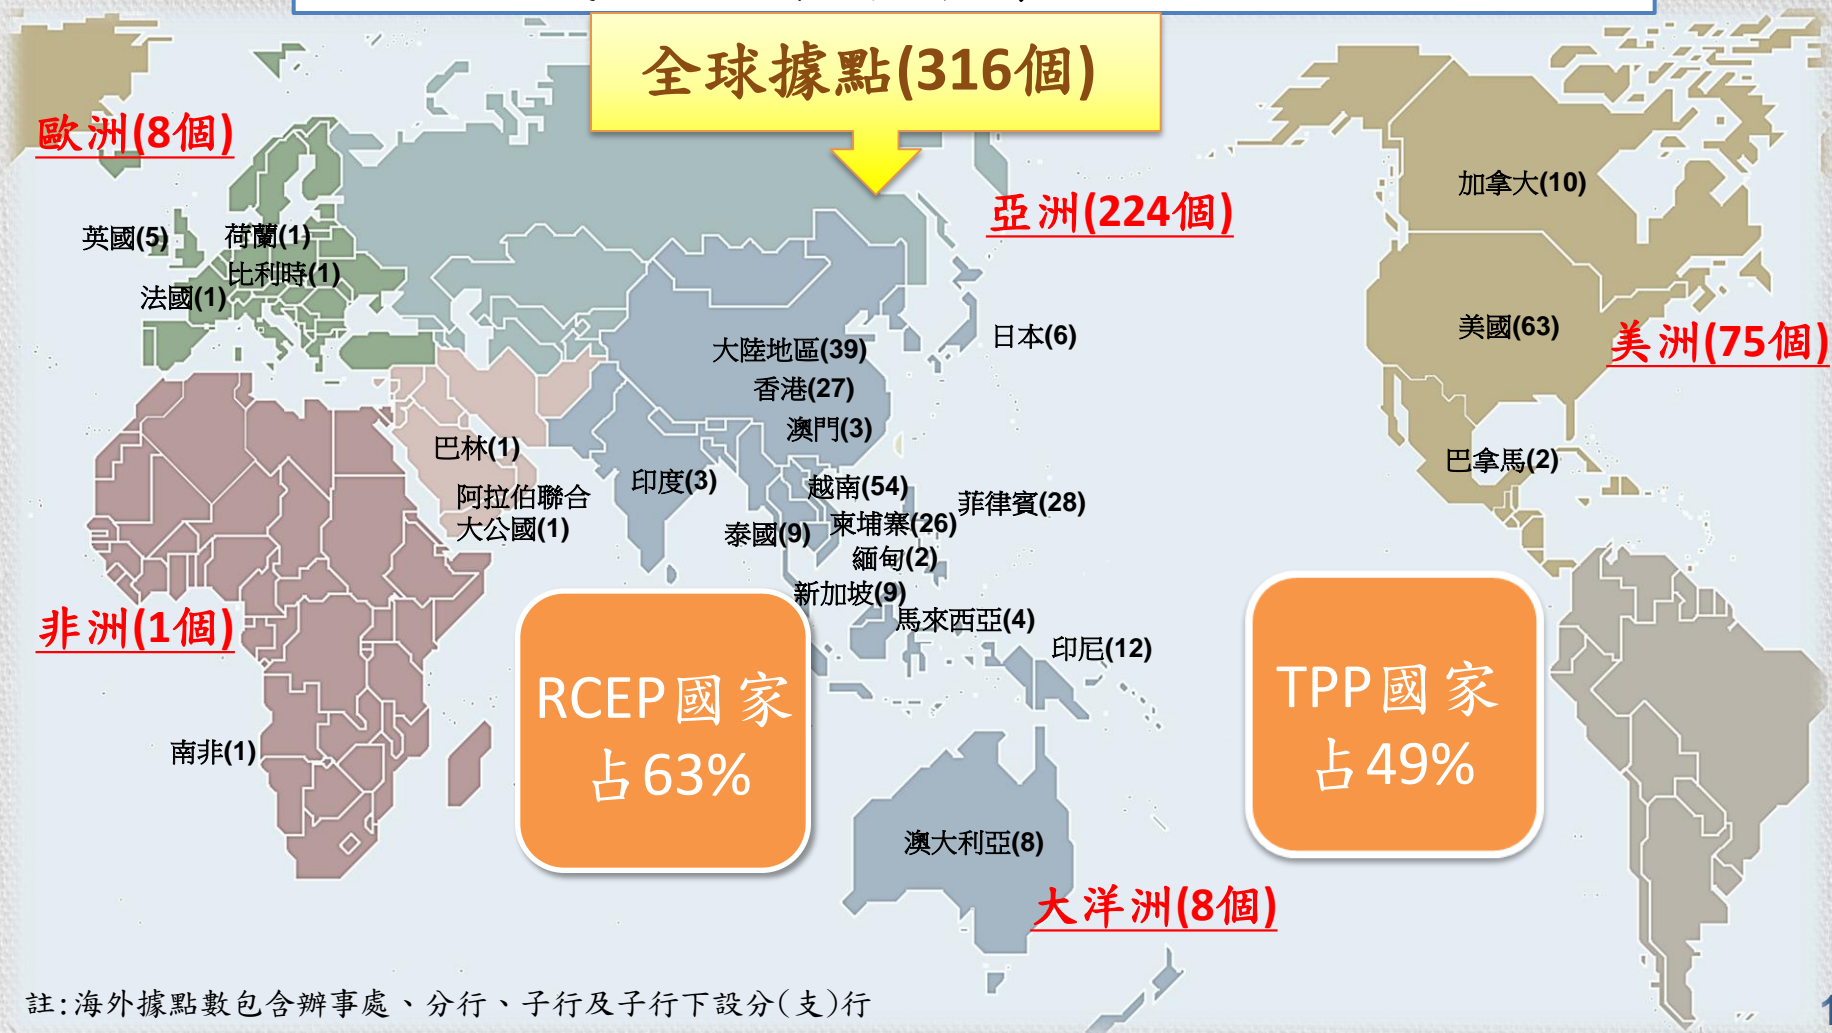 全球據點(316個)
歐洲(8個)
亞洲(224個)
加拿大(10)
英國(5)
荷蘭(1)
比利時(1)
法國(1)
美國(63)
美洲(75個)
日本(6)
大陸地區(39)
香港(27)
澳門(3)
巴林(1)
巴拿馬(2)
印度(3)
越南(54)
阿拉伯聯合
大公國(1)
菲律賓(28)
泰國(9)
柬埔寨(26)
緬甸(2)
新加坡(9)
馬來西亞(4)
非洲(1個)
印尼(12)
RCEP國家
占63%
TPP國家
占49%
南非(1)
澳大利亞(8)
大洋洲(8個)
註:海外據點數包含辦事處、分行、子行及子行下設分(支)行